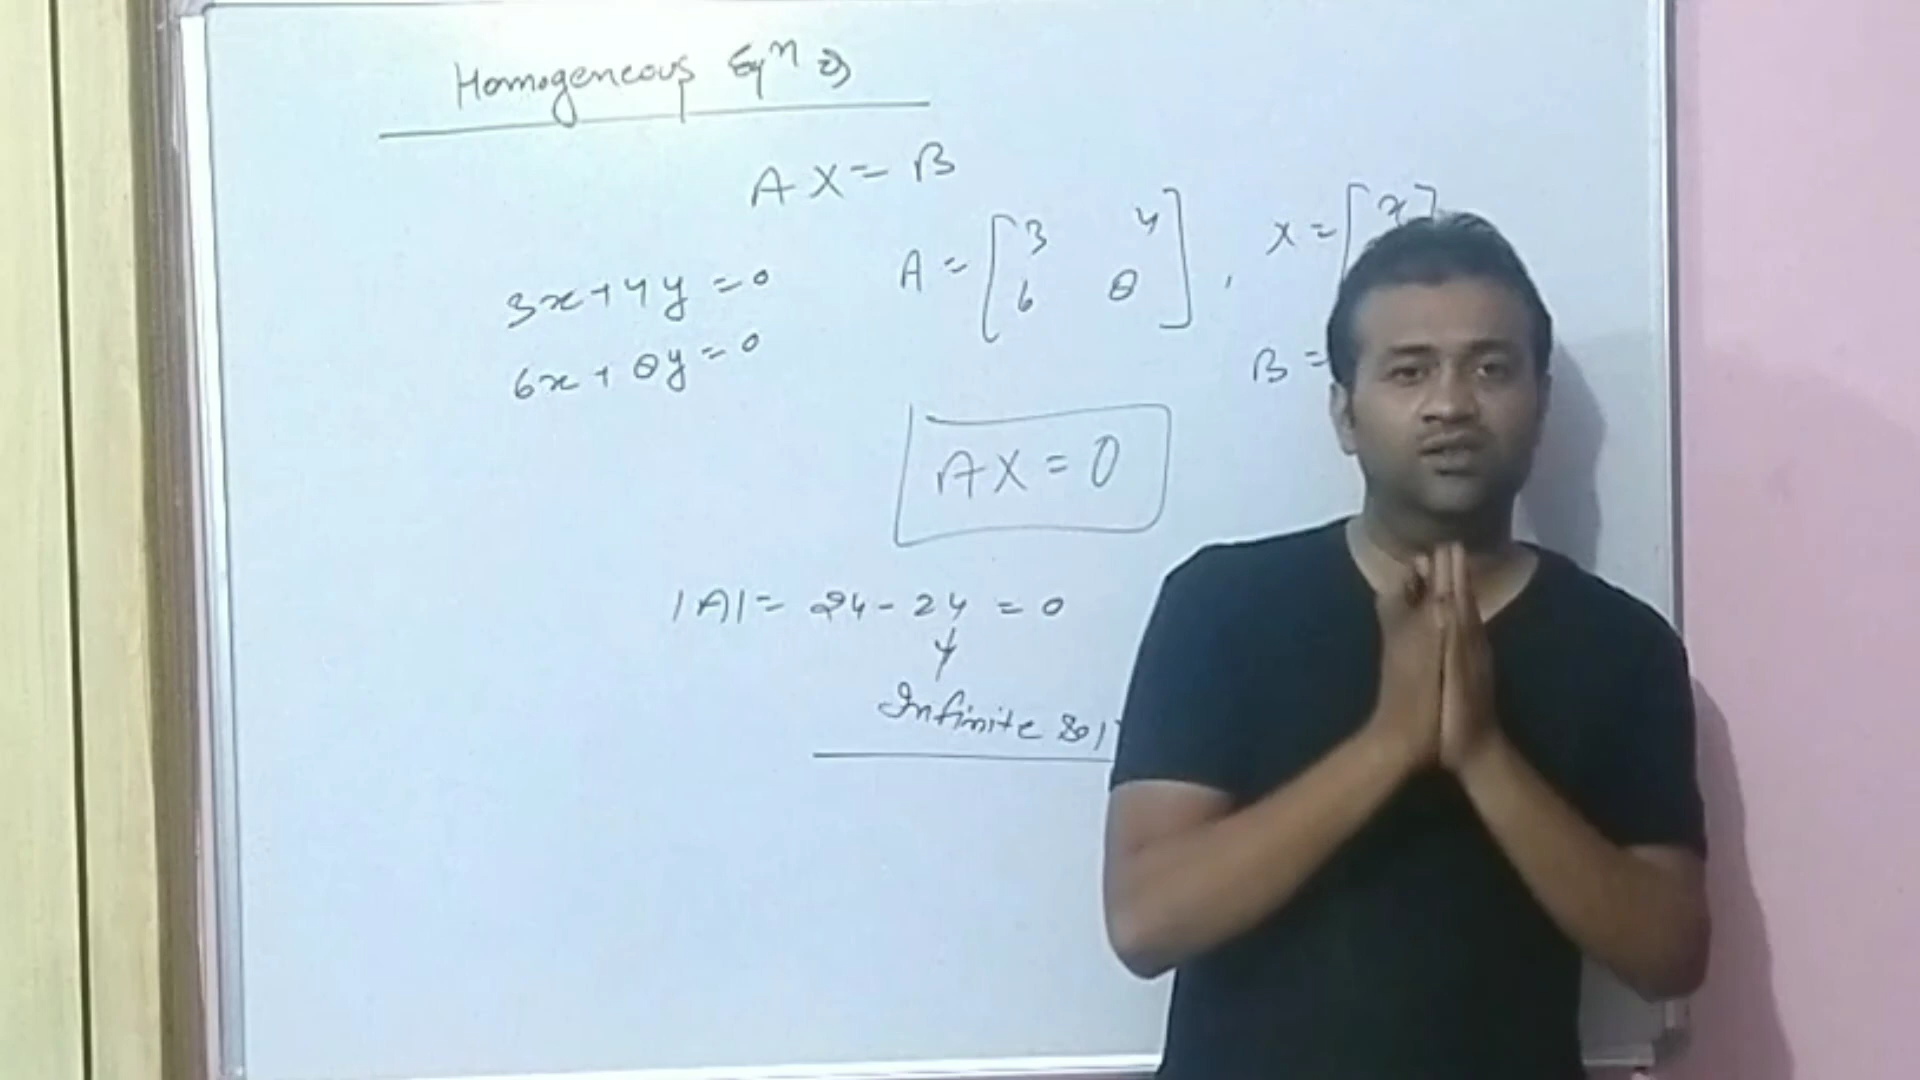 Homogeneous Eqⁿ
AX = B
A = [3 4
6 8], X = [x
3x + 4y = 0
6x + 8y = 0
B =
AX = 0
|A| = 24 - 24 = 0
Infinite Sol